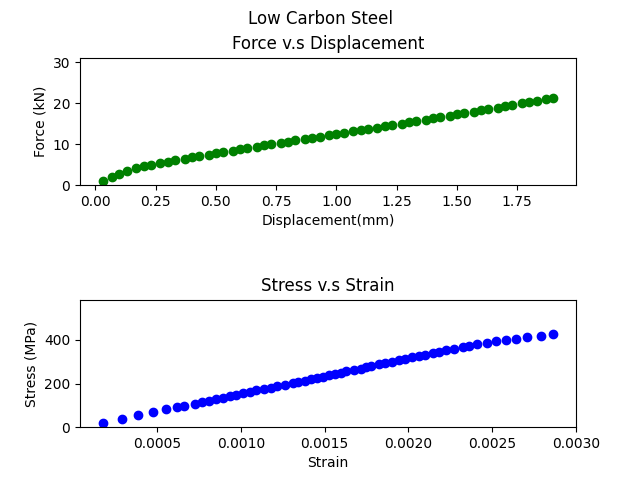 Low Carbon Steel
Force v.s Displacement
30
20
10
0
Force (kN)
0.00 0.25 0.50 0.75 1.00 1.25 1.50 1.75
Displacement(mm)
Stress v.s Strain
400
200
0
Stress (MPa)
0.0005 0.0010 0.0015 0.0020 0.0025 0.0030
Strain